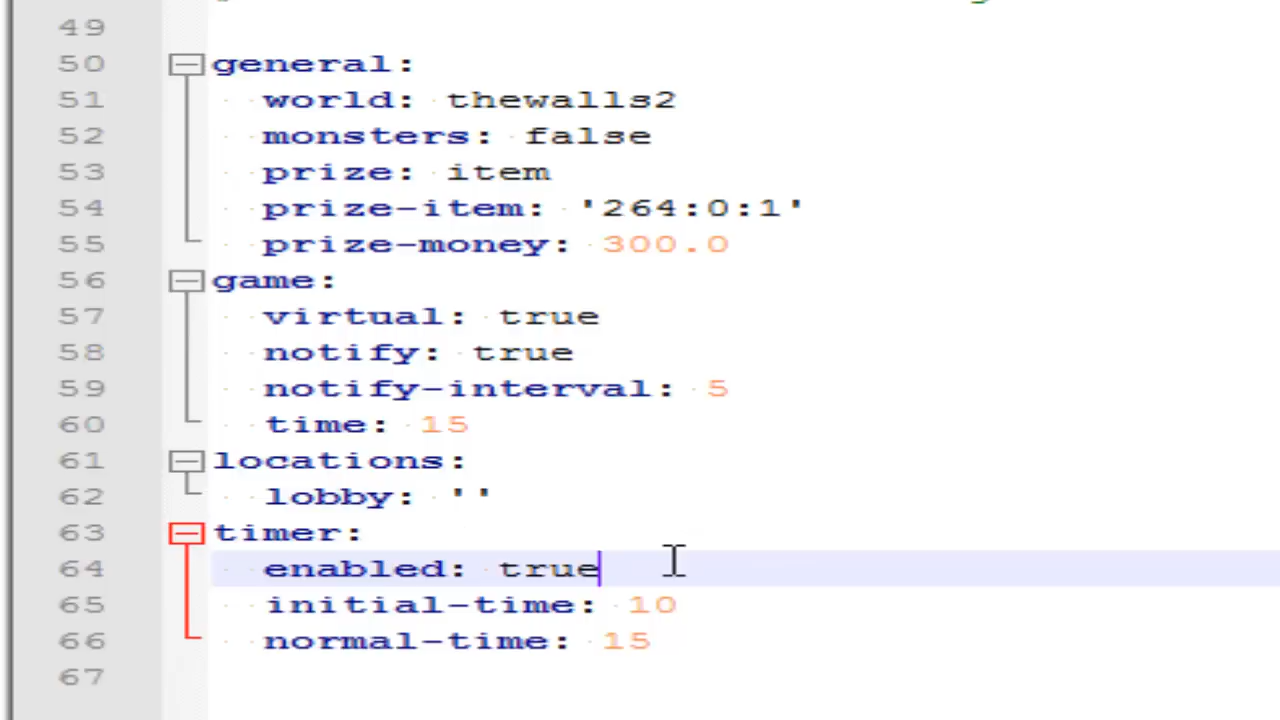 49
50 general:
51 world: thewalls2
52 monsters: false
53 prize: item
54 prize-item: '264:0:1'
55 prize-money: 300.0
56 game:
57 virtual: true
58 notify: true
59 notify-interval: 5
60 time: 15
61 locations:
62 lobby: ''
63 timer:
64 enabled: true
65 initial-time: 10
66 normal-time: 15
67